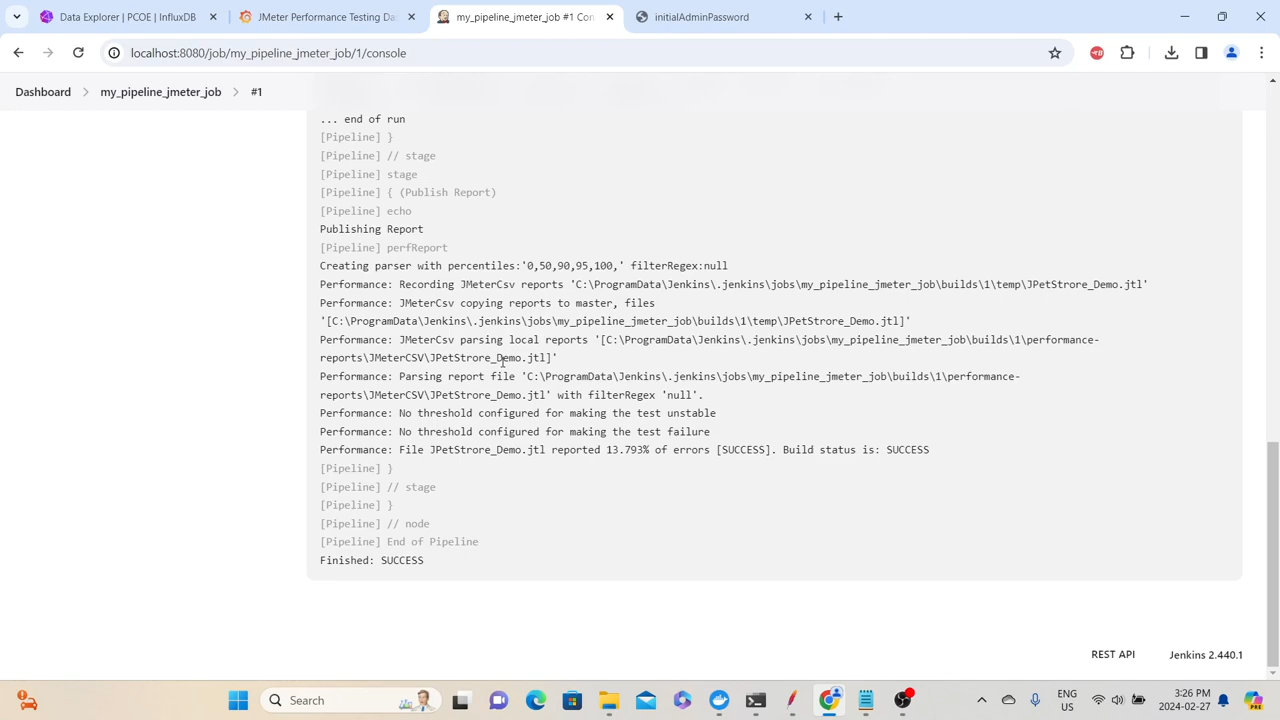 Data Explorer | PCOE | InfluxDB
JMeter Performance Testing Das
my_pipeline_jmeter_job #1 Con
initialAdminPassword
localhost:8080/job/my_pipeline_jmeter_job/1/console
Dashboard > my_pipeline_jmeter_job > #1
... end of run
[Pipeline] }
[Pipeline] // stage
[Pipeline] stage
[Pipeline] { (Publish Report)
[Pipeline] echo
Publishing Report
[Pipeline] perfReport
Creating parser with percentiles:'0,50,90,95,100,' filterRegex:null
Performance: Recording JMeterCsv reports 'C:\ProgramData\Jenkins\.jenkins\jobs\my_pipeline_jmeter_job\builds\1\temp\JPetStrore_Demo.jtl'
Performance: JMeterCsv copying reports to master, files
'[C:\ProgramData\Jenkins\.jenkins\jobs\my_pipeline_jmeter_job\builds\1\temp\JPetStrore_Demo.jtl]'
Performance: JMeterCsv parsing local reports '[C:\ProgramData\Jenkins\.jenkins\jobs\my_pipeline_jmeter_job\builds\1\performance-
reports\JMeterCSV\JPetStrore_Demo.jtl]'
Performance: Parsing report file 'C:\ProgramData\Jenkins\.jenkins\jobs\my_pipeline_jmeter_job\builds\1\performance-
reports\JMeterCSV\JPetStrore_Demo.jtl' with filterRegex 'null'.
Performance: No threshold configured for making the test unstable
Performance: No threshold configured for making the test failure
Performance: File JPetStrore_Demo.jtl reported 13.793% of errors [SUCCESS]. Build status is: SUCCESS
[Pipeline] }
[Pipeline] // stage
[Pipeline] }
[Pipeline] // node
[Pipeline] End of Pipeline
Finished: SUCCESS
REST API
Jenkins 2.440.1
Search
ENG
US
3:26 PM
2024-02-27